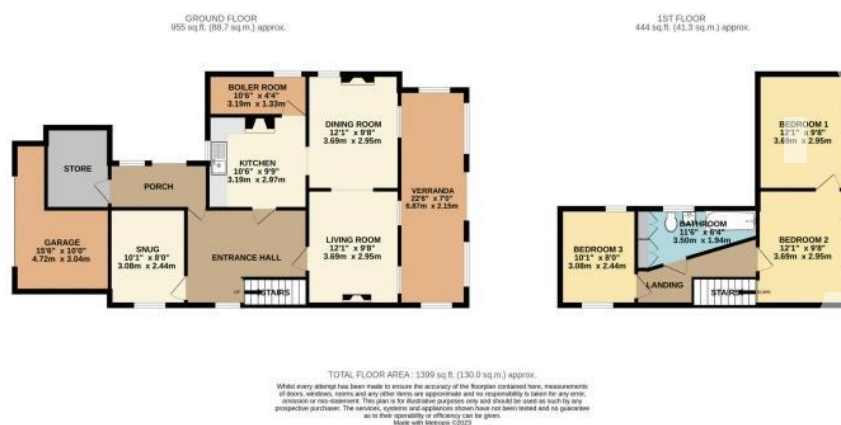 GROUND FLOOR
955 sq.ft. (88.7 sq.m.) approx.
1ST FLOOR
444 sq.ft. (41.3 sq.m.) approx.
BOILER ROOM
10'6" x 4'4"
3.19m x 1.33m
DINING ROOM
12'1" x 9'8"
3.69m x 2.95m
KITCHEN
10'6" x 9'9"
3.19m x 2.97m
STORE
PORCH
VERRANDA
22'6" x 7'0"
6.87m x 2.15m
GARAGE
15'6" x 10'0"
4.72m x 3.04m
SNUG
10'1" x 8'0"
3.08m x 2.44m
ENTRANCE HALL
LIVING ROOM
12'1" x 9'8"
3.69m x 2.95m
UP
STAIRS
BEDROOM 1
12'1" x 9'8"
3.69m x 2.95m
BATHROOM
11'6" x 6'4"
3.50m x 1.94m
BEDROOM 3
10'1" x 8'0"
3.08m x 2.44m
BEDROOM 2
12'1" x 9'8"
3.69m x 2.95m
LANDING
STAIRS
DOWN
TOTAL FLOOR AREA : 1399 sq.ft. (130.0 sq.m.) approx.
Whilst every attempt has been made to ensure the accuracy of the floorplan contained here, measurements
of doors, windows, rooms and any other items are approximate and no responsibility is taken for any error,
omission or mis-statement. This plan is for illustrative purposes only and should be used as such by any
prospective purchaser. The services, systems and appliances shown have not been tested and no guarantee
as to their operability or efficiency can be given.
Made with Metropix ©2023